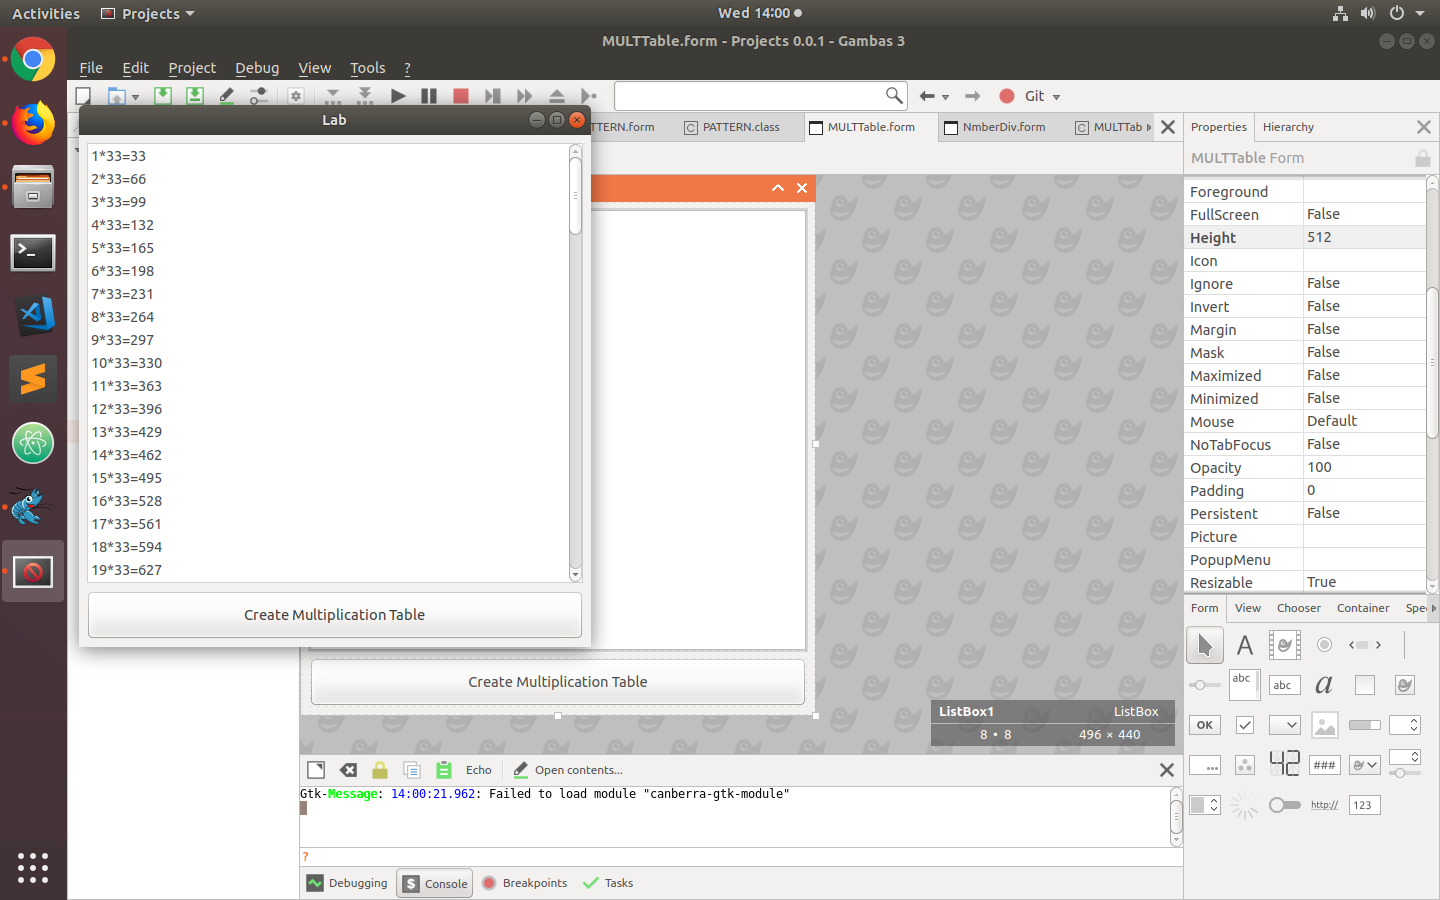 Activities
Projects
Wed 14:00
MULTTable.form - Projects 0.0.1 - Gambas 3
File Edit Project Debug View Tools ?
Git
Lab
1*33=33
2*33=66
3*33=99
4*33=132
5*33=165
6*33=198
7*33=231
8*33=264
9*33=297
10*33=330
11*33=363
12*33=396
13*33=429
14*33=462
15*33=495
16*33=528
17*33=561
18*33=594
19*33=627
Create Multiplication Table
TTERN.form PATTERN.class MULTTable.form NmberDiv.form MULTTab
Create Multiplication Table
ListBox1 ListBox
8 • 8 496 × 440
Echo Open contents...
Gtk-Message: 14:00:21.962: Failed to load module "canberra-gtk-module"
?
Debugging Console Breakpoints Tasks
Properties Hierarchy
MULTTable Form
Foreground
FullScreen False
Height 512
Icon
Ignore False
Invert False
Margin False
Mask False
Maximized False
Minimized False
Mouse Default
NoTabFocus False
Opacity 100
Padding 0
Persistent False
Picture
PopupMenu
Resizable True
Form View Chooser Container Spe
A
abc
abc
a
OK
42
###
http://
123